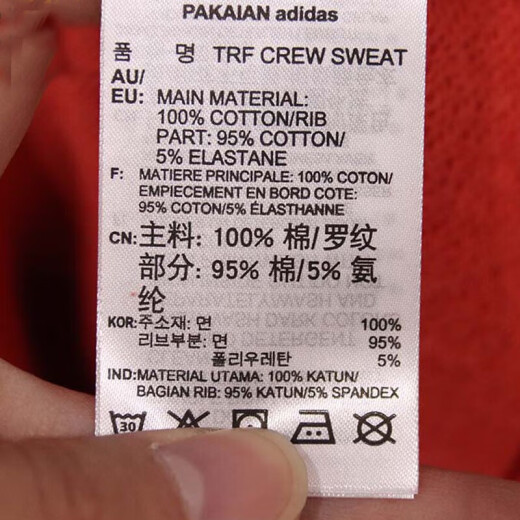 PAKAIAN adidas
품 명 TRF CREW SWEAT
AU/
EU: MAIN MATERIAL:
100% COTTON/RIB
PART: 95% COTTON/
5% ELASTANE
F: MATIERE PRINCIPALE: 100% COTON/
EMPIECEMENT EN BORD COTE:
95% COTON/5% ÉLASTHANNE
CN: 主料: 100% 棉/罗纹
部分: 95% 棉/5% 氨
纶
KOR: 주소재: 면 100%
리브부분: 면 95%
폴리우레탄 5%
IND: MATERIAL UTAMA: 100% KATUN/
BAGIAN RIB: 95% KATUN/5% SPANDEX
30